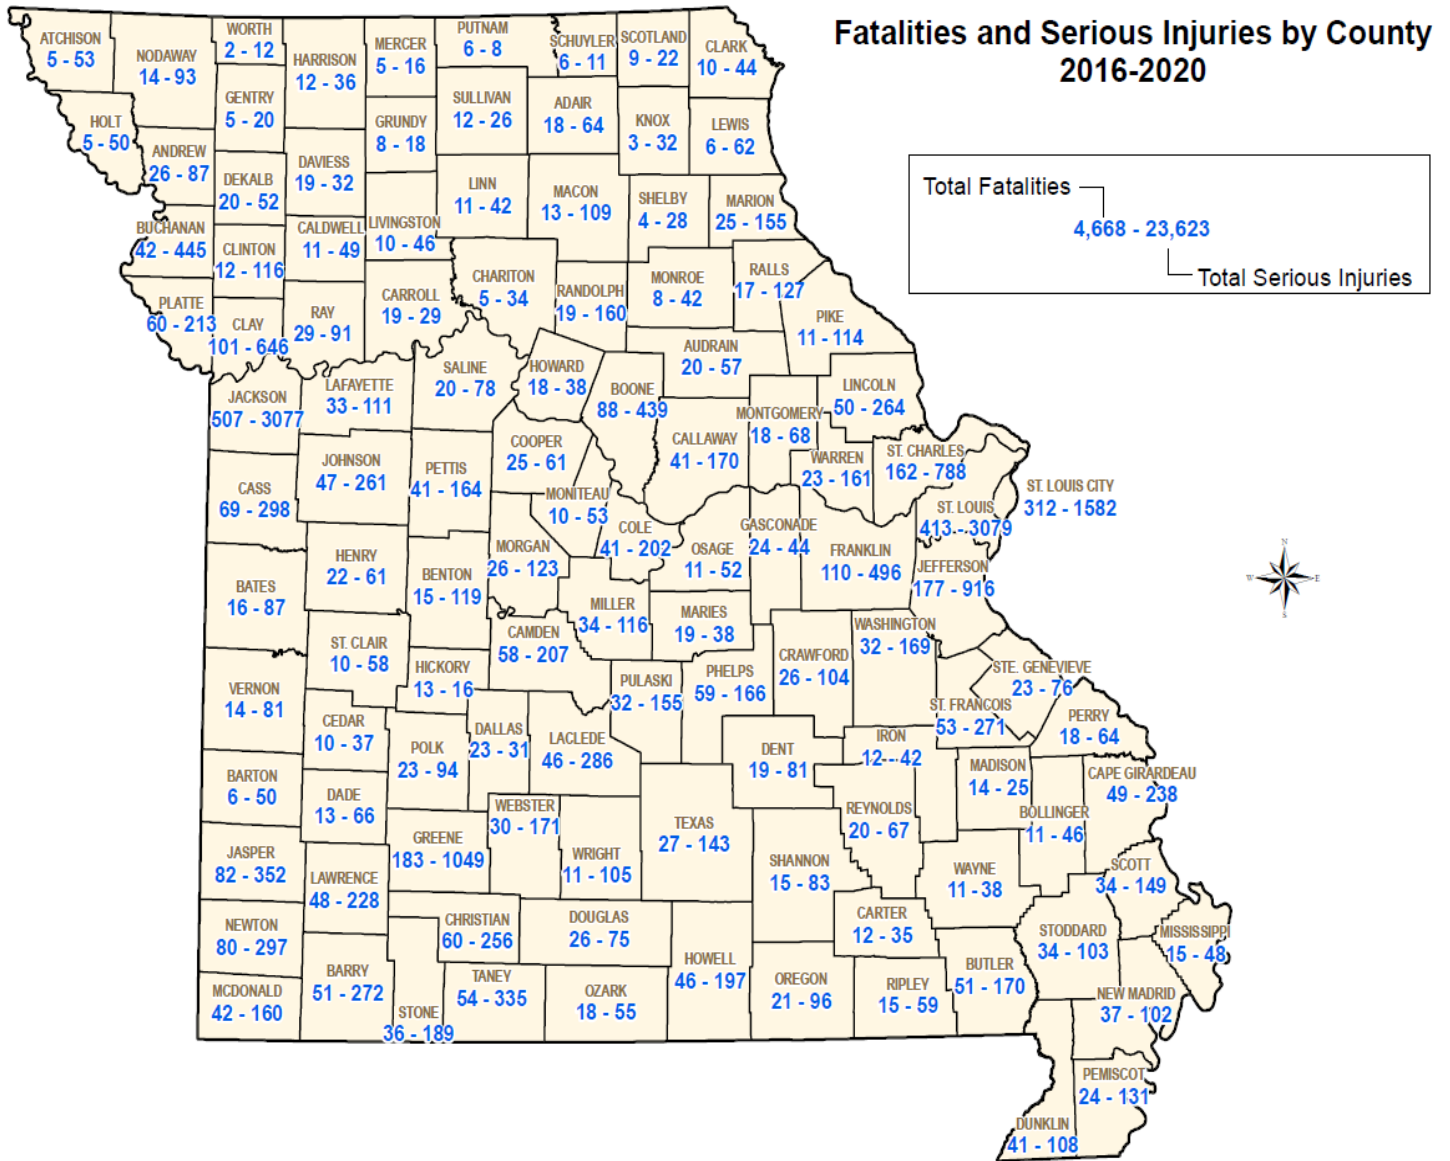 Fatalities and Serious Injuries by County
2016-2020
Total Fatalities
4,668 - 23,623
Total Serious Injuries
ATCHISON
5 - 53
NODAWAY
14 - 93
WORTH
2 - 12
HARRISON
12 - 36
MERCER
5 - 16
PUTNAM
6 - 8
SCHUYLER
6 - 11
SCOTLAND
9 - 22
CLARK
10 - 44
HOLT
5 - 50
ANDREW
26 - 87
GENTRY
5 - 20
GRUNDY
8 - 18
SULLIVAN
12 - 26
ADAIR
18 - 64
KNOX
3 - 32
LEWIS
6 - 62
DEKALB
20 - 52
DAVIESS
19 - 32
LINN
11 - 42
MACON
13 - 109
SHELBY
4 - 28
MARION
25 - 155
BUCHANAN
42 - 445
CLINTON
12 - 116
CALDWELL
11 - 49
LIVINGSTON
10 - 46
CHARITON
5 - 34
RANDOLPH
19 - 160
MONROE
8 - 42
RALLS
17 - 127
PLATTE
60 - 213
CLAY
101 - 646
RAY
29 - 91
CARROLL
19 - 29
PIKE
11 - 114
AUDRAIN
20 - 57
JACKSON
507 - 3077
LAFAYETTE
33 - 111
SALINE
20 - 78
HOWARD
18 - 38
BOONE
88 - 439
LINCOLN
50 - 264
MONTGOMERY
18 - 68
CALLAWAY
41 - 170
WARREN
23 - 161
ST. CHARLES
162 - 788
COOPER
25 - 61
JOHNSON
47 - 261
PETTIS
41 - 164
CASS
69 - 298
MONITEAU
10 - 53
COLE
41 - 202
ST. LOUIS CITY
312 - 1582
ST. LOUIS
413 - 3079
GASCONADE
24 - 44
OSAGE
11 - 52
FRANKLIN
110 - 496
JEFFERSON
177 - 916
MORGAN
26 - 123
HENRY
22 - 61
BENTON
15 - 119
BATES
16 - 87
MILLER
34 - 116
MARIES
19 - 38
CAMDEN
58 - 207
WASHINGTON
32 - 169
CRAWFORD
26 - 104
ST. CLAIR
10 - 58
HICKORY
13 - 16
PULASKI
32 - 155
PHELPS
59 - 166
STE. GENEVIEVE
23 - 76
ST. FRANCOIS
53 - 271
PERRY
18 - 64
VERNON
14 - 81
CEDAR
10 - 37
POLK
23 - 94
DALLAS
23 - 31
LACLEDE
46 - 286
DENT
19 - 81
IRON
12 - 42
MADISON
14 - 25
CAPE GIRARDEAU
49 - 238
BARTON
6 - 50
DADE
13 - 66
WEBSTER
30 - 171
REYNOLDS
20 - 67
BOLLINGER
11 - 46
TEXAS
27 - 143
GREENE
183 - 1049
WRIGHT
11 - 105
JASPER
82 - 352
LAWRENCE
48 - 228
SHANNON
15 - 83
WAYNE
11 - 38
SCOTT
34 - 149
NEWTON
80 - 297
CHRISTIAN
60 - 256
DOUGLAS
26 - 75
CARTER
12 - 35
STODDARD
34 - 103
MISSISSIPPI
15 - 48
HOWELL
46 - 197
BARRY
51 - 272
TANEY
54 - 335
OZARK
18 - 55
OREGON
21 - 96
RIPLEY
15 - 59
BUTLER
51 - 170
MCDONALD
42 - 160
STONE
36 - 189
NEW MADRID
37 - 102
PEMISCOT
24 - 131
DUNKLIN
41 - 108
N
W
E
S